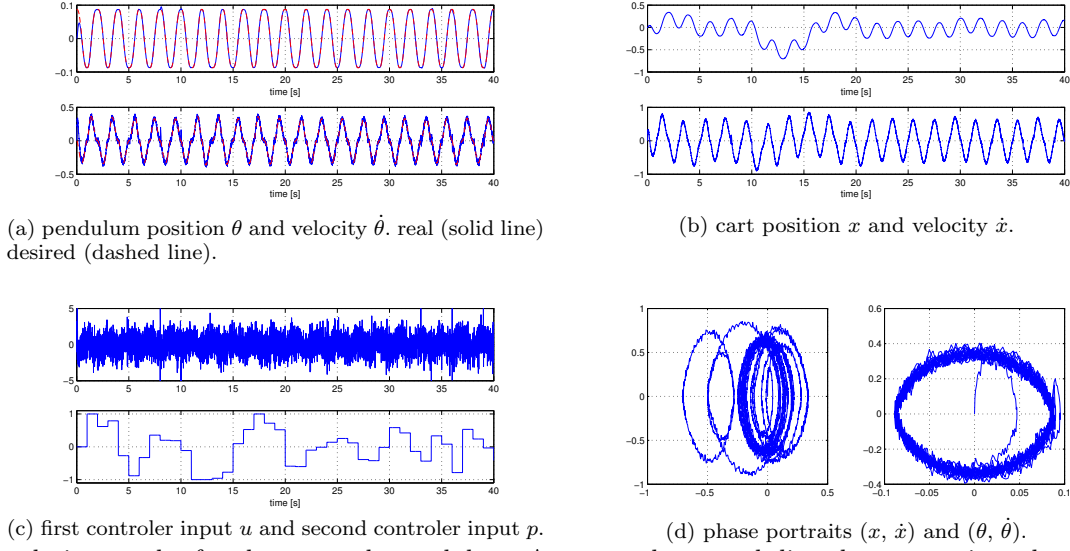 0.1
0
0.1
0 5 10 15 20 25 30 35 40
time [s]
0.5
0
−0.5
0 5 10 15 20 25 30 35 40
time [s]
(a) pendulum position θ and velocity θ̇. real (solid line)
desired (dashed line).
0.5
0
−0.5
−1
0 5 10 15 20 25 30 35 40
time [s]
1
0
−1
0 5 10 15 20 25 30 35 40
time [s]
(b) cart position x and velocity ẋ.
5
0
−5
0 5 10 15 20 25 30 35 40
time [s]
1
0
−1
0 5 10 15 20 25 30 35 40
time [s]
(c) first controler input u and second controler input p.
1
0.5
0
−0.5
−1
−1 −0.5 0 0.5
0.6
0.4
0.2
0
−0.2
−0.4
−0.1 −0.05 0 0.05 0.1
(d) phase portraits (x, ẋ) and (θ, θ̇).